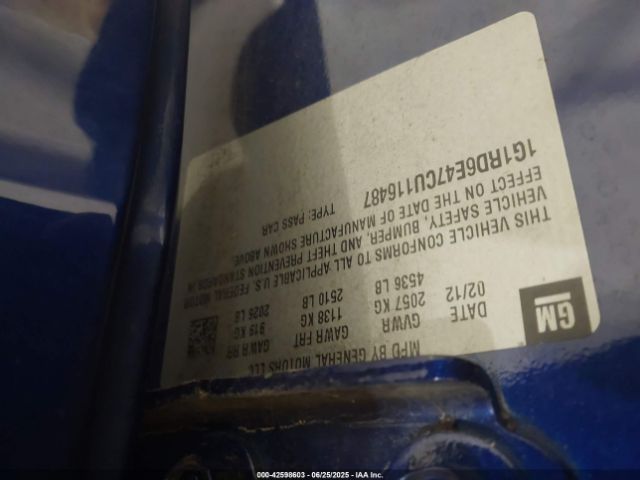 GM
MFD BY GENERAL MOTORS LLC
DATE GVWR GAWR FRT GAWR RR
02/12 2057 KG 1138 KG 919 KG
4536 LB 2510 LB 2026 LB
THIS VEHICLE CONFORMS TO ALL APPLICABLE U.S. FEDERAL MOTOR
VEHICLE SAFETY, BUMPER, AND THEFT PREVENTION STANDARDS IN
EFFECT ON THE DATE OF MANUFACTURE SHOWN ABOVE.
1G1RD6E47CU116487 TYPE: PASS CAR
000-42598603 - 06/25/2025 - IAA Inc.